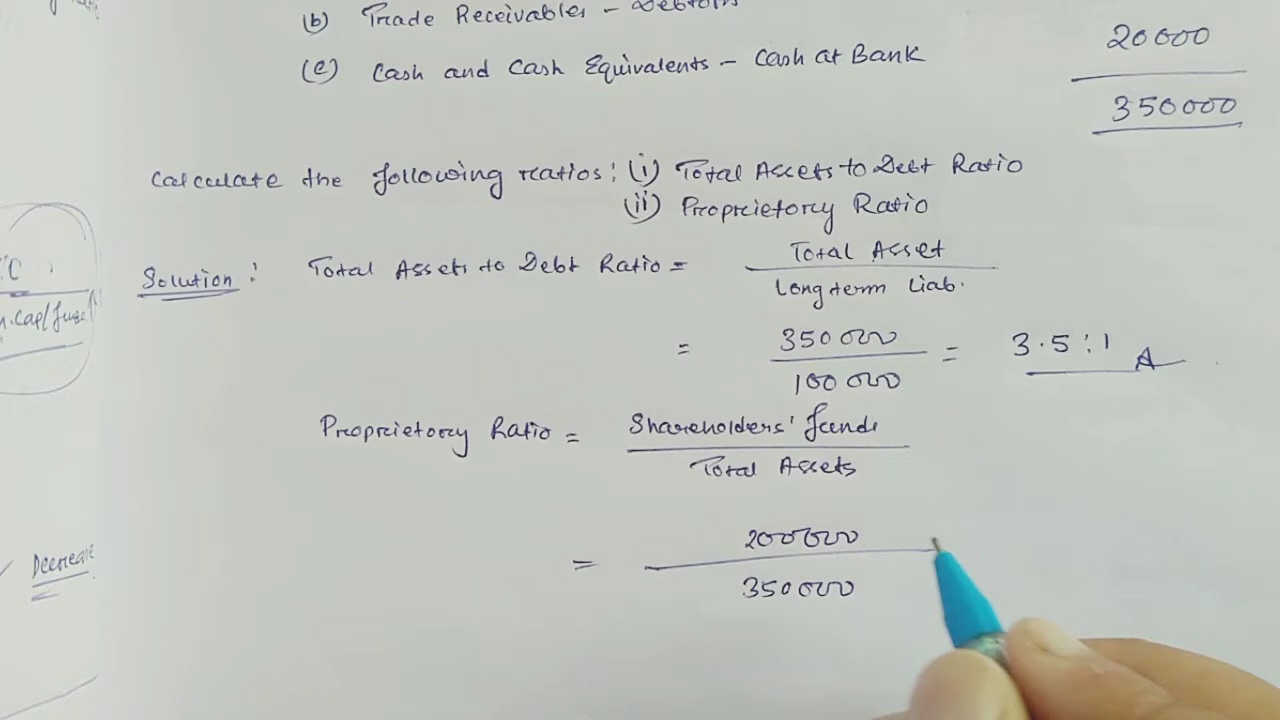 (b) Trade Receivables - Debtors
20000
(c) Cash and Cash Equivalents - Cash at Bank
350000
Calculate the following ratios: (i) Total Assets to Debt Ratio
(ii) Proprietory Ratio
Solution: Total Assets to Debt Ratio = Total Asset
Long term Liab.
= 350000
100000
= 3.5:1
Proprietory Ratio = Shareholders' funds
Total Assets
= 200000
350000
Decrease